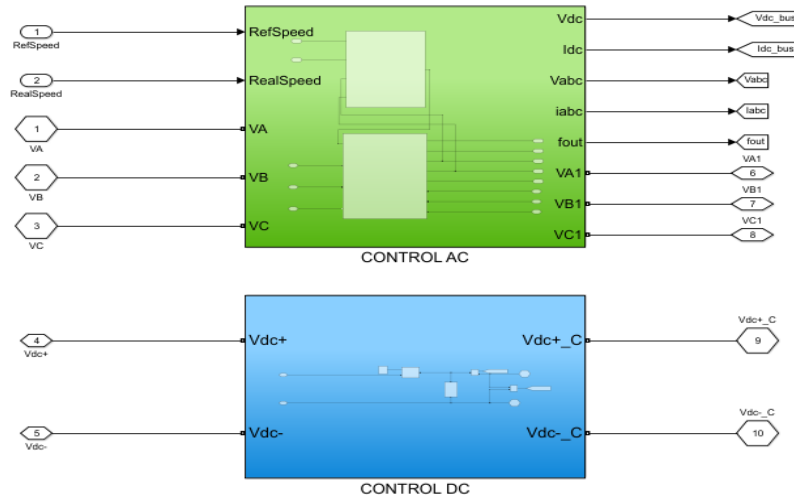 1
RefSpeed
2
RealSpeed
1
VA
2
VB
3
VC
RefSpeed
RealSpeed
VA
VB
VC
Vdc
Idc
Vabc
iabc
fout
VA1
VB1
VC1
Vdc_bus
Idc_bus
Vabc
Iabc
fout
VA1
6
VB1
7
VC1
8
CONTROL AC
4
Vdc+
5
Vdc-
Vdc+
Vdc-
Vdc+_C
Vdc-_C
Vdc+_C
9
Vdc-_C
10
CONTROL DC